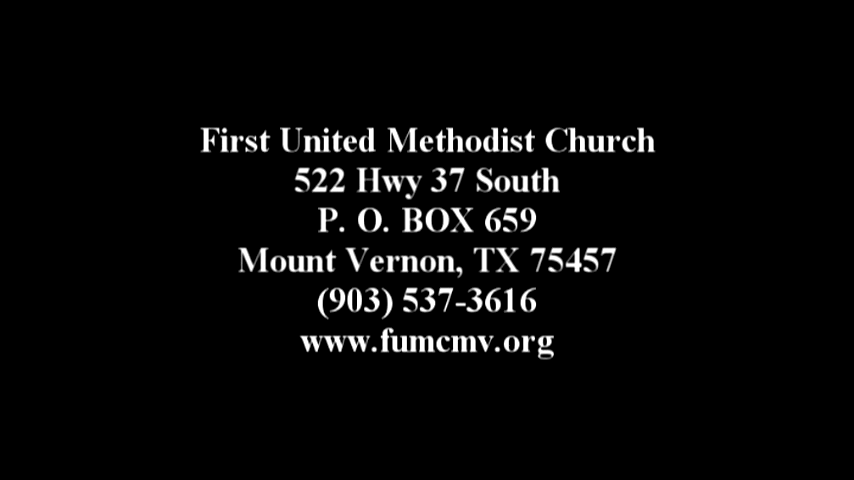 First United Methodist Church
522 Hwy 37 South
P. O. BOX 659
Mount Vernon, TX 75457
(903) 537-3616
www.fumcmv.org